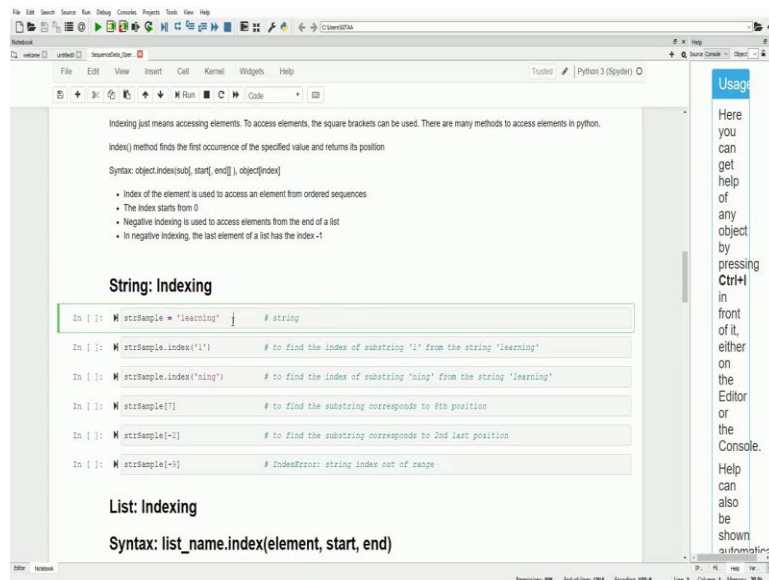 File Edit Search Source Run Debug Consoles Projects Tools View Help
C:\Users\GITAA
Notebook
Help
welcome
untitled0
SequenceData_Oper..
Source Console Object
File Edit View Insert Cell Kernel Widgets Help
Trusted Python 3 (Spyder)
Run Code
Usage
Indexing just means accessing elements. To access elements, the square brackets can be used. There are many methods to access elements in python.
index() method finds the first occurrence of the specified value and returns its position
Syntax: object.index(sub[, start[, end]] ), object[index]
• Index of the element is used to access an element from ordered sequences
• The index starts from 0
• Negative indexing is used to access elements from the end of a list
• In negative indexing, the last element of a list has the index -1
String: Indexing
In [ ]: strSample = 'learning' # string
In [ ]: strSample.index('l') # to find the index of substring 'l' from the string 'learning'
In [ ]: strSample.index('ning') # to find the index of substring 'ning' from the string 'learning'
In [ ]: strSample[7] # to find the substring corresponds to 8th position
In [ ]: strSample[-2] # to find the substring corresponds to 2nd last position
In [ ]: strSample[-9] # IndexError: string index out of range
List: Indexing
Syntax: list_name.index(element, start, end)
Here
you
can
get
help
of
any
object
by
pressing
Ctrl+I
in
front
of it,
either
on
the
Editor
or
the
Console.
Help
can
also
be
shown
automatica
Editor Notebook
Help